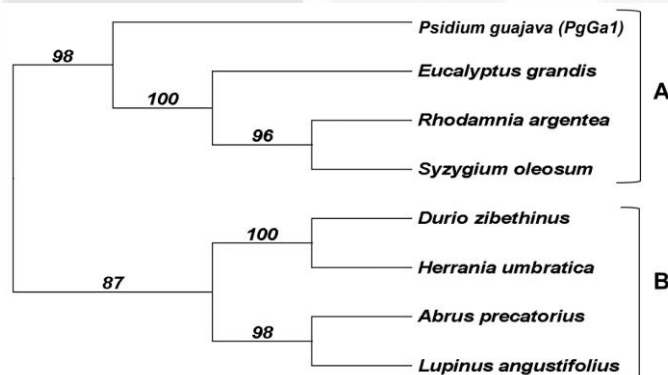 Psidium guajava (PgGa1)
98
Eucalyptus grandis
A
100
Rhodamnia argentea
96
Syzygium oleosum
Durio zibethinus
100
Herrania umbratica
87
B
Abrus precatorius
98
Lupinus angustifolius